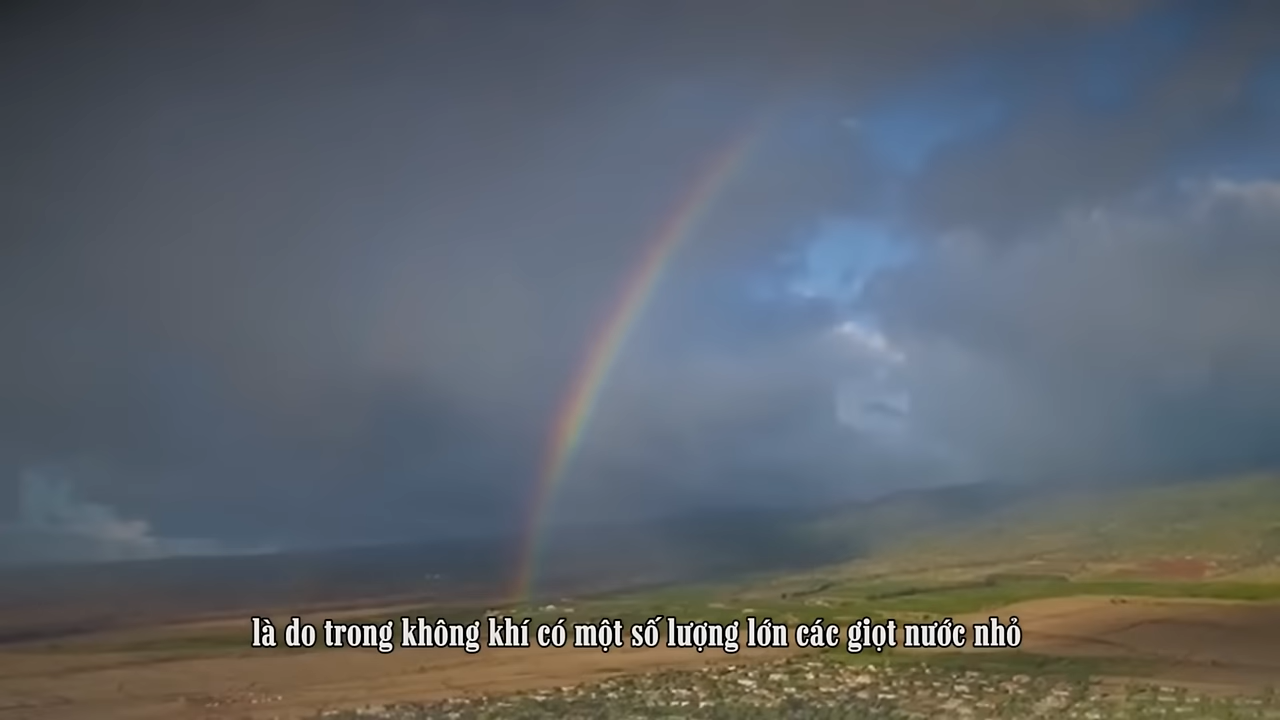 là do trong không khí có một số lượng lớn các giọt nước nhỏ